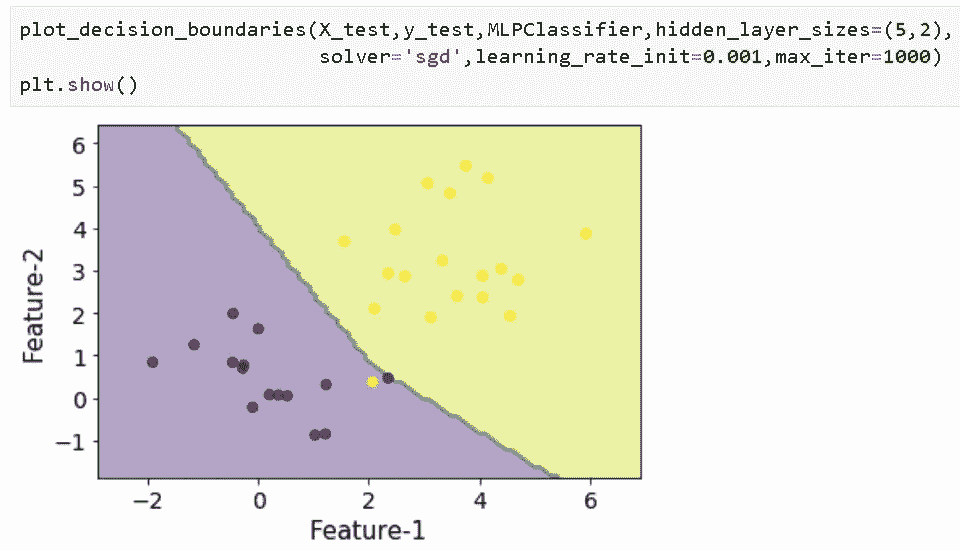 plot_decision_boundaries(X_test,y_test,MLPClassifier,hidden_layer_sizes=(5,2),
solver='sgd',learning_rate_init=0.001,max_iter=1000)
plt.show()
6
5
4
3
2
1
0
−1
Feature-2
−2 0 2 4 6
Feature-1